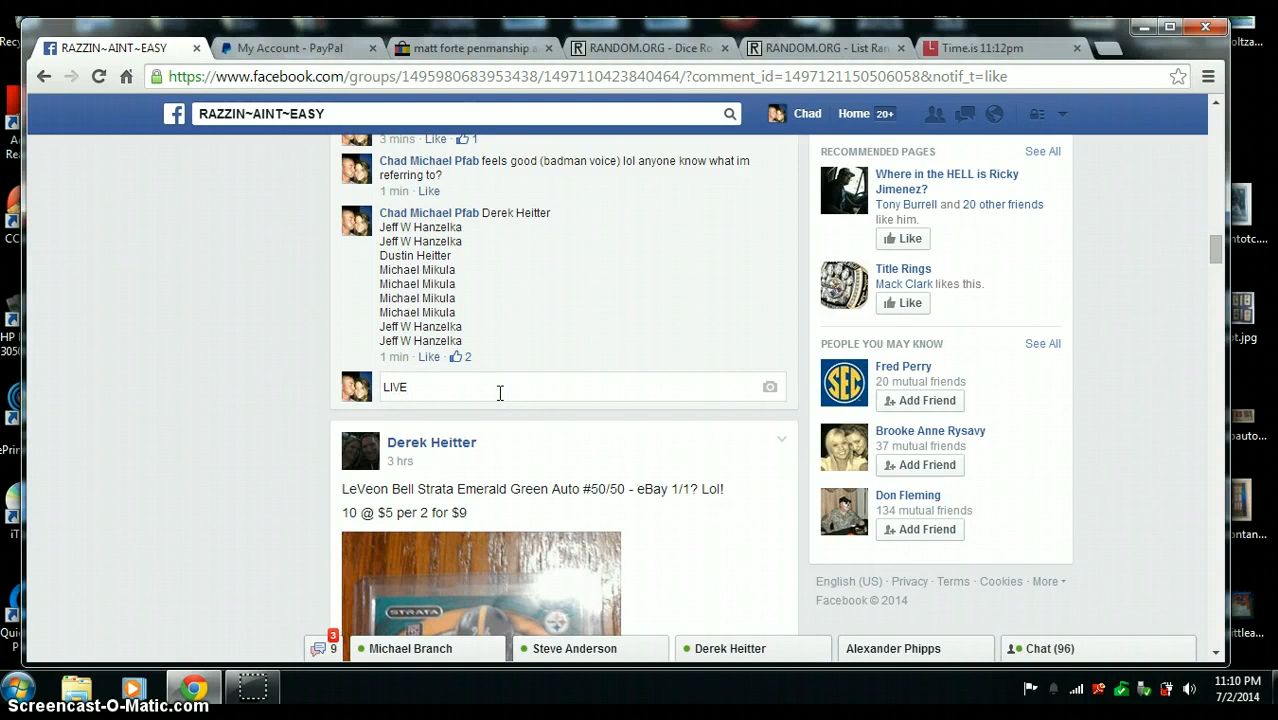 RAZZIN~AINT~EASY
My Account - PayPal
matt forte penmanship a
RANDOM.ORG - Dice Ro
RANDOM.ORG - List Ran
Time.is 11:12pm
https://www.facebook.com/groups/1495980683953438/1497110423840464/?comment_id=1497121150506058&notif_t=like
RAZZIN~AINT~EASY
Chad
Home 20+
3 mins · Like · 1
Chad Michael Pfab feels good (badman voice) lol anyone know what im
referring to?
1 min · Like
Chad Michael Pfab Derek Heitter
Jeff W Hanzelka
Jeff W Hanzelka
Dustin Heitter
Michael Mikula
Michael Mikula
Michael Mikula
Michael Mikula
Jeff W Hanzelka
Jeff W Hanzelka
1 min · Like · 2
LIVE
Derek Heitter
3 hrs
LeVeon Bell Strata Emerald Green Auto #50/50 - eBay 1/1? Lol!
10 @ $5 per 2 for $9
STRATA
RECOMMENDED PAGES
See All
Where in the HELL is Ricky
Jimenez?
Tony Burrell and 20 other friends
like him.
Like
Title Rings
Mack Clark likes this.
Like
PEOPLE YOU MAY KNOW
See All
SEC
Fred Perry
20 mutual friends
Add Friend
Brooke Anne Rysavy
37 mutual friends
Add Friend
Don Fleming
134 mutual friends
Add Friend
English (US) · Privacy · Terms · Cookies · More
Facebook © 2014
3
9
Michael Branch
Steve Anderson
Derek Heitter
Alexander Phipps
Chat (96)
11:10 PM
7/2/2014
Screencast-O-Matic.com